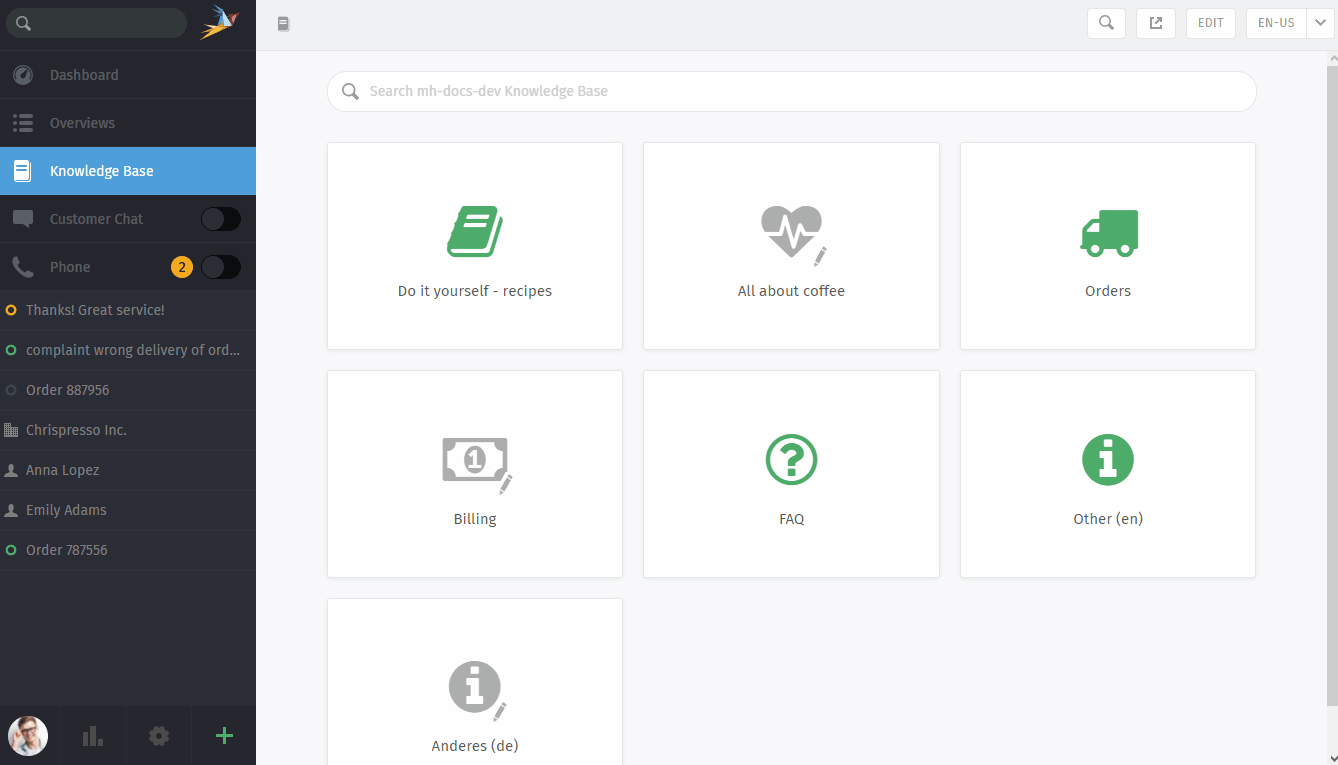 EDIT
EN-US
Dashboard
Overviews
Knowledge Base
Customer Chat
Phone
2
Thanks! Great service!
complaint wrong delivery of ord...
Order 887956
Chrispresso Inc.
Anna Lopez
Emily Adams
Order 787556
Search mh-docs-dev Knowledge Base
Do it yourself - recipes
All about coffee
Orders
1
Billing
FAQ
Other (en)
Anderes (de)